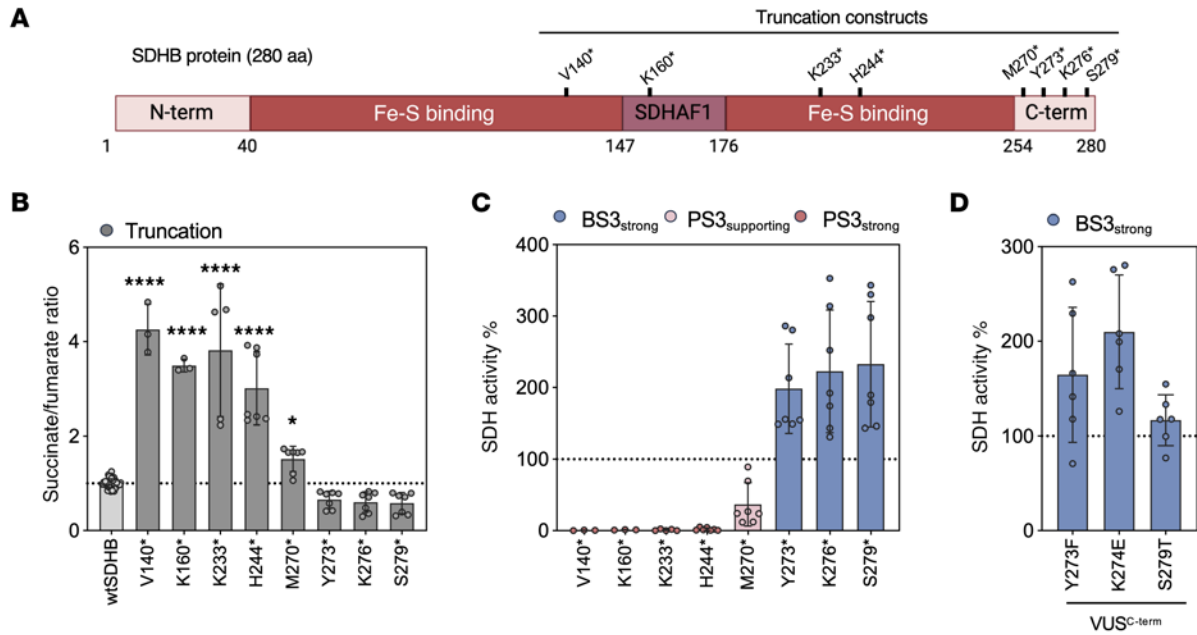 A
Truncation constructs
SDHB protein (280 aa)
V140* K160* K233* H244* M270* Y273* K276* S279*
N-term Fe-S binding SDHAF1 Fe-S binding C-term
1 40 147 176 254 280
B
Truncation
Succinate/fumarate ratio
6
4
2
0
**** **** **** **** *
wtSDHB V140* K160* K233* H244* M270* Y273* K276* S279*
C
BS3strong PS3supporting PS3strong
SDH activity %
400
300
200
100
0
V140* K160* K233* H244* M270* Y273* K276* S279*
D
BS3strong
SDH activity %
300
200
100
0
Y273F K274E S279T
VUSC-term